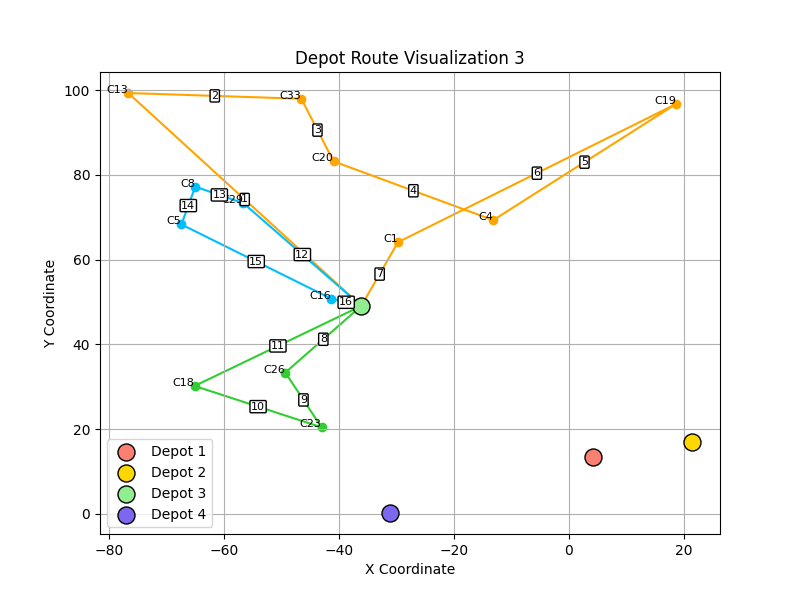 Depot Route Visualization 3
Y Coordinate
100
80
60
40
20
0
C13
2
C33
C19
3
C20
6
5
C8
4
13
1
14
C5
C4
C1
12
15
7
C16
16
8
11
C26
C18
9
10
C23
Depot 1
Depot 2
Depot 3
Depot 4
−80
−60
−40
−20
0
20
X Coordinate